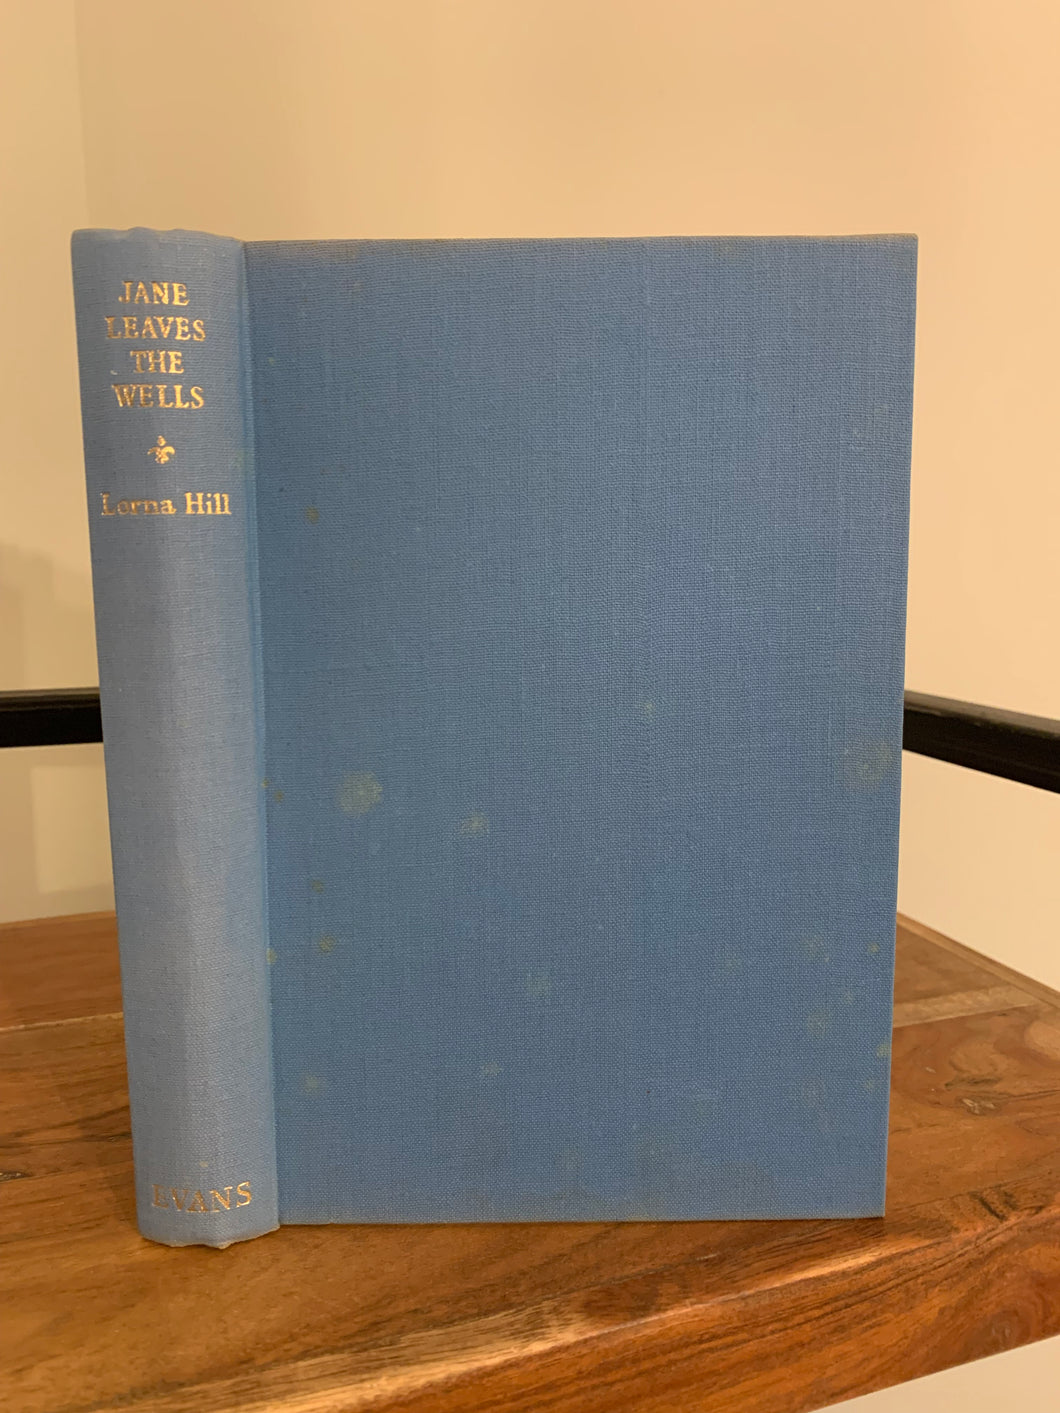 JANE
LEAVES
THE
WELLS
Lorna Hill
EVANS